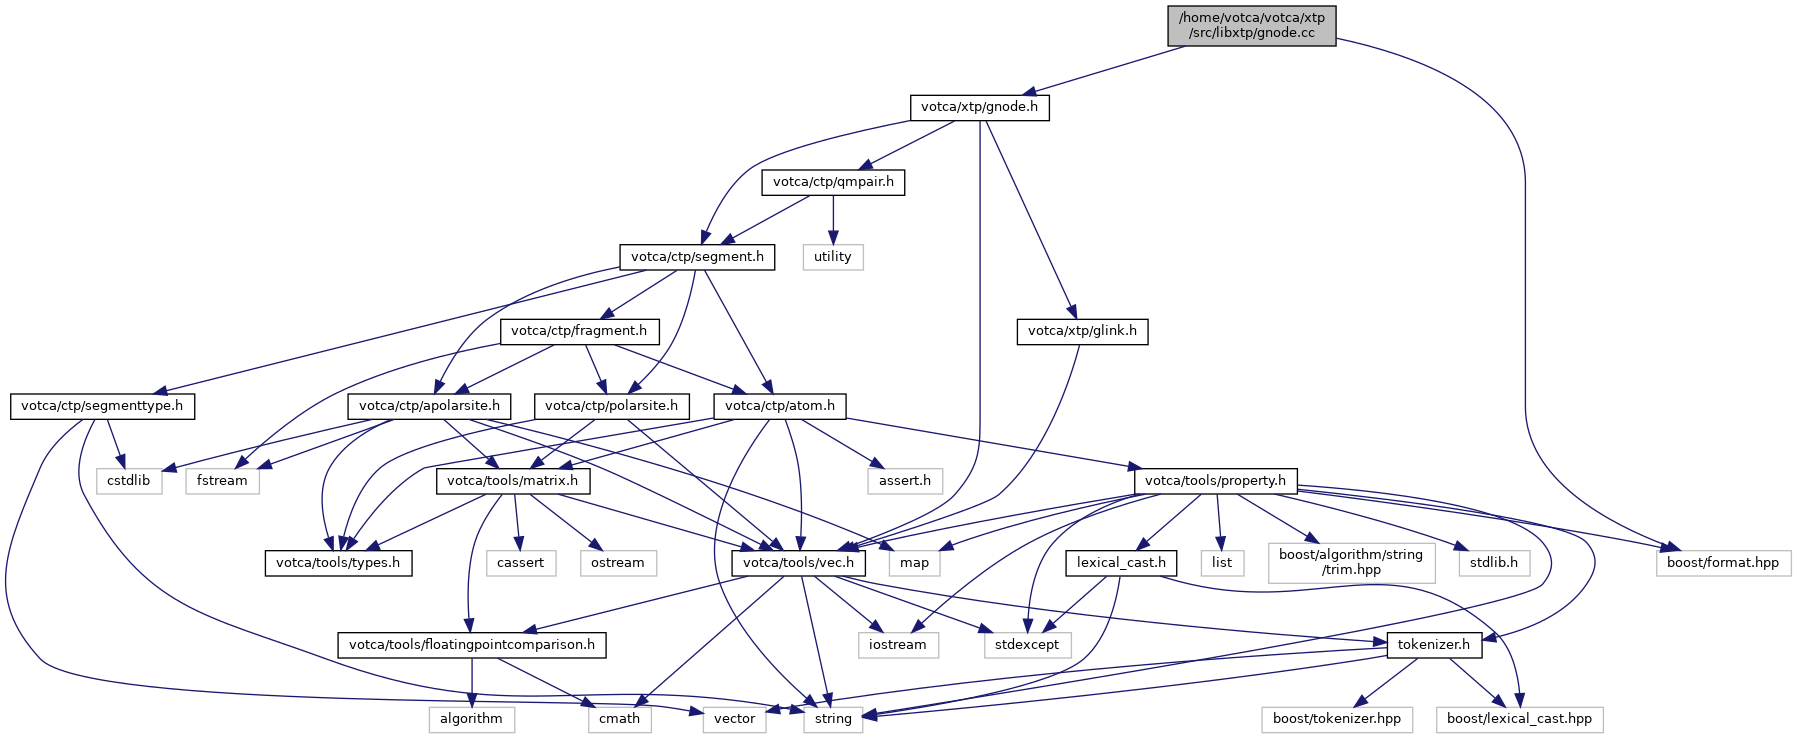 /home/votca/votca/xtp
/src/libxtp/gnode.cc
votca/xtp/gnode.h
votca/ctp/qmpair.h
votca/ctp/segment.h
utility
votca/ctp/fragment.h
votca/xtp/glink.h
votca/ctp/segmenttype.h
votca/ctp/apolarsite.h
votca/ctp/polarsite.h
votca/ctp/atom.h
cstdlib
fstream
votca/tools/matrix.h
assert.h
votca/tools/property.h
votca/tools/types.h
cassert
ostream
votca/tools/vec.h
map
lexical_cast.h
list
boost/algorithm/string
/trim.hpp
stdlib.h
boost/format.hpp
votca/tools/floatingpointcomparison.h
iostream
stdexcept
tokenizer.h
algorithm
cmath
vector
string
boost/tokenizer.hpp
boost/lexical_cast.hpp